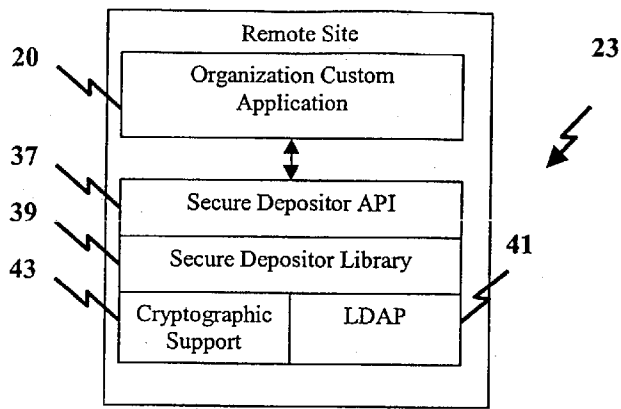 Remote Site
20
Organization Custom
Application
23
37
Secure Depositor API
39
Secure Depositor Library
43
Cryptographic
Support
LDAP
41